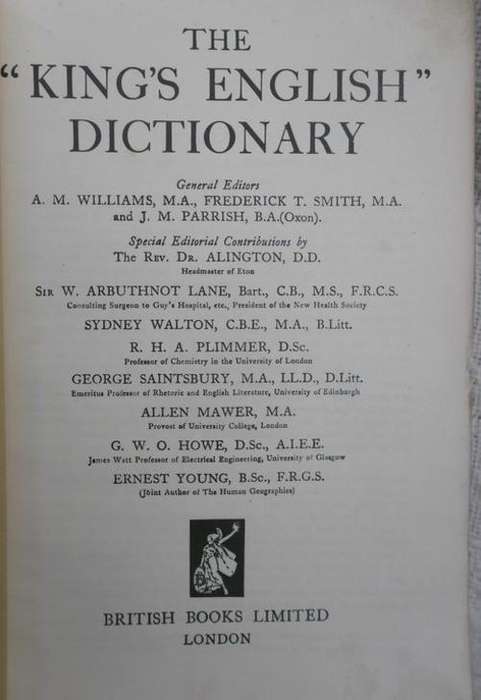 THE
"KING'S ENGLISH"
DICTIONARY
General Editors
A. M. WILLIAMS, M.A., FREDERICK T. SMITH, M.A.
and J. M. PARRISH, B.A.(Oxon).
Special Editorial Contributions by
The Rev. Dr. ALINGTON, D.D.
Headmaster of Eton
Sir W. ARBUTHNOT LANE, Bart., C.B., M.S., F.R.C.S.
Consulting Surgeon to Guy's Hospital, etc., President of the New Health Society
SYDNEY WALTON, C.B.E., M.A., B.Litt.
R. H. A. PLIMMER, D.Sc.
Professor of Chemistry in the University of London
GEORGE SAINTSBURY, M.A., LL.D., D.Litt.
Emeritus Professor of Rhetoric and English Literature, University of Edinburgh
ALLEN MAWER, M.A.
Provost of University College, London
G. W. O. HOWE, D.Sc., A.I.E.E.
James Watt Professor of Electrical Engineering, University of Glasgow
ERNEST YOUNG, B.Sc., F.R.G.S.
(Joint Author of The Human Geographies)
BRITISH BOOKS LIMITED
LONDON